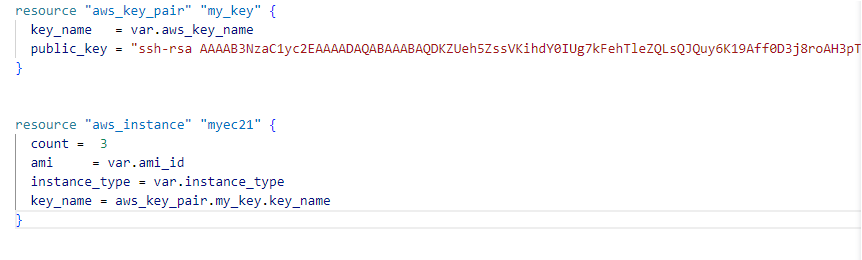 resource "aws_key_pair" "my_key" {
  key_name   = var.aws_key_name
  public_key = "ssh-rsa AAAAB3NzaC1yc2EAAAADAQABAAABAQDKZUeh5ZssVKihdY0IUg7kFehTleZQLsQJQuy6K19Aff0D3j8roAH3pT
}
resource "aws_instance" "myec21" {
  count =  3
  ami     = var.ami_id
  instance_type = var.instance_type
  key_name = aws_key_pair.my_key.key_name
}